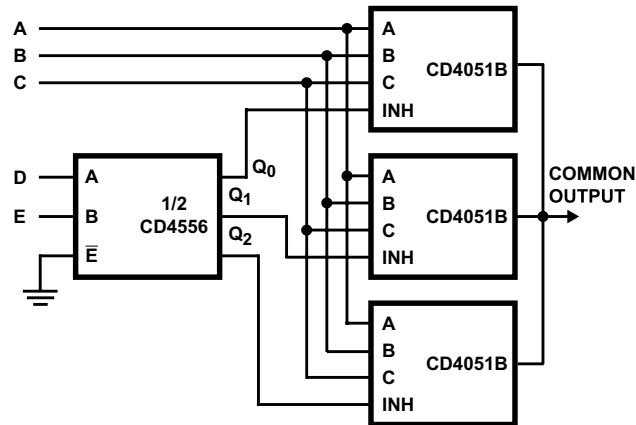 A
B
C
A
B
C
INH
CD4051B
D
E
A
B
E̅
1/2
CD4556
Q0
Q1
Q2
A
B
C
INH
CD4051B
COMMON
OUTPUT
A
B
C
INH
CD4051B